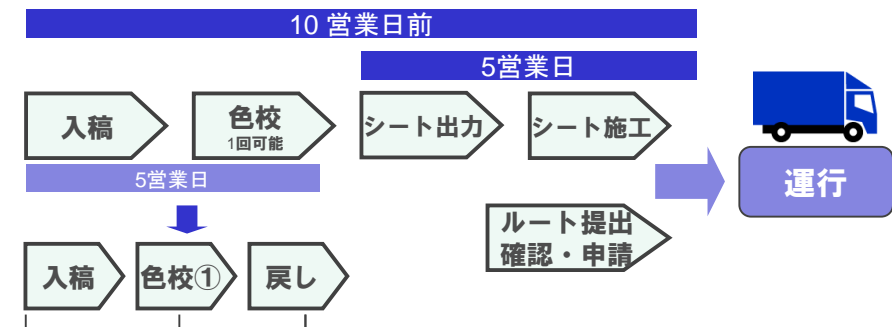 10 営業日前
5営業日
入稿
色校
1回可能
シート出力
シート施工
5営業日
運行
ルート提出
確認・申請
入稿
色校①
戻し